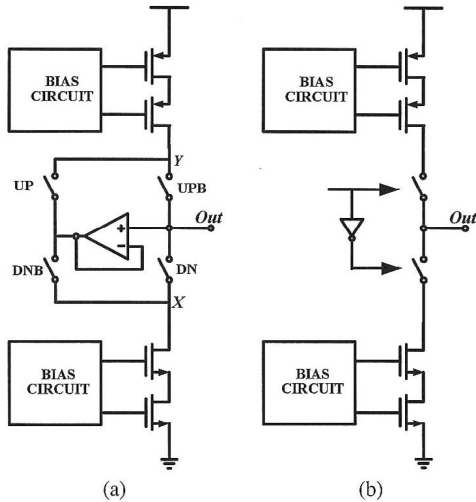 BIAS
CIRCUIT
BIAS
CIRCUIT
Y
UP
UPB
Out
Out
+
−
DNB
DN
X
BIAS
CIRCUIT
BIAS
CIRCUIT
(a)
(b)